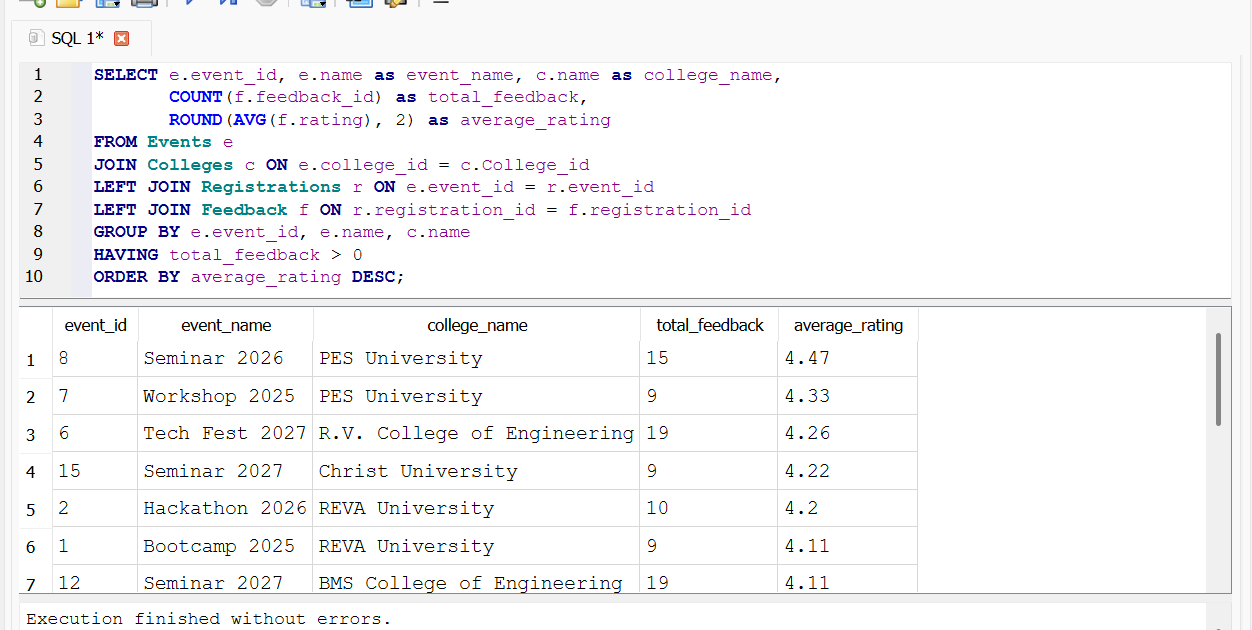 SQL 1*
1 SELECT e.event_id, e.name as event_name, c.name as college_name,
2 COUNT(f.feedback_id) as total_feedback,
3 ROUND(AVG(f.rating), 2) as average_rating
4 FROM Events e
5 JOIN Colleges c ON e.college_id = c.College_id
6 LEFT JOIN Registrations r ON e.event_id = r.event_id
7 LEFT JOIN Feedback f ON r.registration_id = f.registration_id
8 GROUP BY e.event_id, e.name, c.name
9 HAVING total_feedback > 0
10 ORDER BY average_rating DESC;
event_id event_name college_name total_feedback average_rating
1 8 Seminar 2026 PES University 15 4.47
2 7 Workshop 2025 PES University 9 4.33
3 6 Tech Fest 2027 R.V. College of Engineering 19 4.26
4 15 Seminar 2027 Christ University 9 4.22
5 2 Hackathon 2026 REVA University 10 4.2
6 1 Bootcamp 2025 REVA University 9 4.11
7 12 Seminar 2027 BMS College of Engineering 19 4.11
Execution finished without errors.